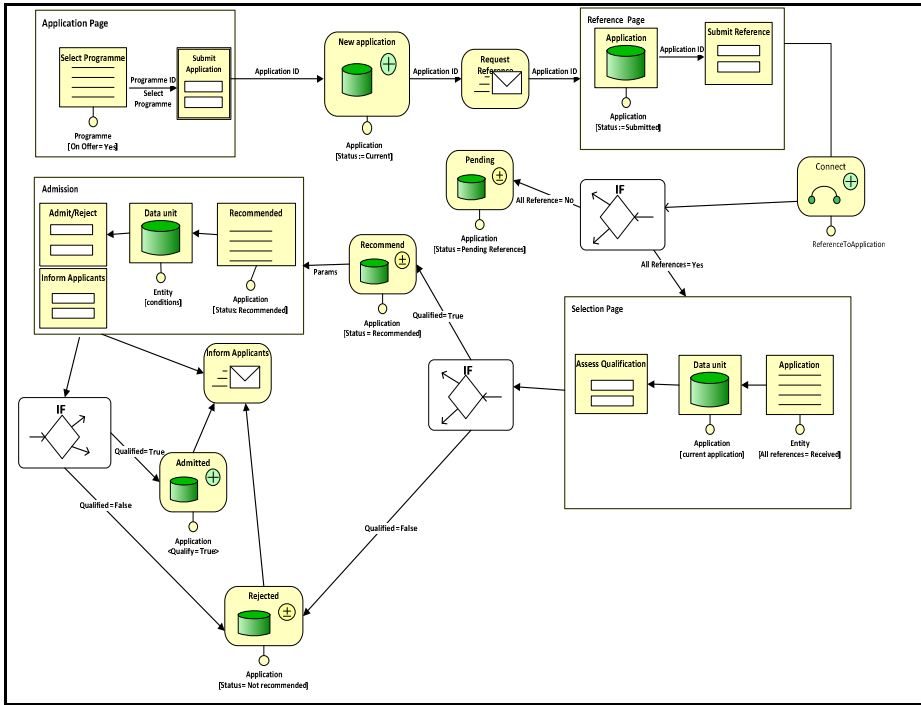 Application Page
Select Programme
Programme ID
Select
Programme
Submit
Application
Programme
[On Offer = Yes]
Application ID
New application
Application
[Status := Current]
Application ID
Request
Reference
Application ID
Reference Page
Application
Application ID
Submit Reference
Application
[Status := Submitted]
Connect
ReferenceToApplication
Pending
Application
[Status = Pending References]
All Reference = No
IF
All References = Yes
Admission
Admit/Reject
Data unit
Recommended
Inform Applicants
Entity
[conditions]
Application
[Status: Recommended]
Params
Recommend
Application
[Status = Recommended]
Qualified = True
IF
Selection Page
Assess Qualification
Data unit
Application
Application
[current application]
Entity
[All references = Received]
Inform Applicants
IF
Qualified = True
Admitted
Application
<Qualify = True>
Qualified = False
Qualified = False
Rejected
Application
[Status = Not recommended]